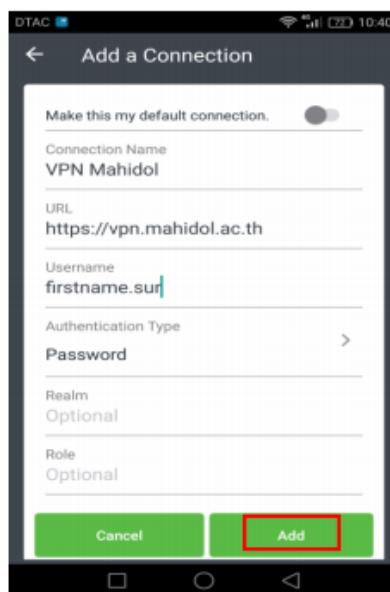 DTAC 72 10:40
Add a Connection
Make this my default connection.
Connection Name
VPN Mahidol
URL
https://vpn.mahidol.ac.th
Username
firstname.sur
Authentication Type
Password
Realm
Optional
Role
Optional
Cancel Add